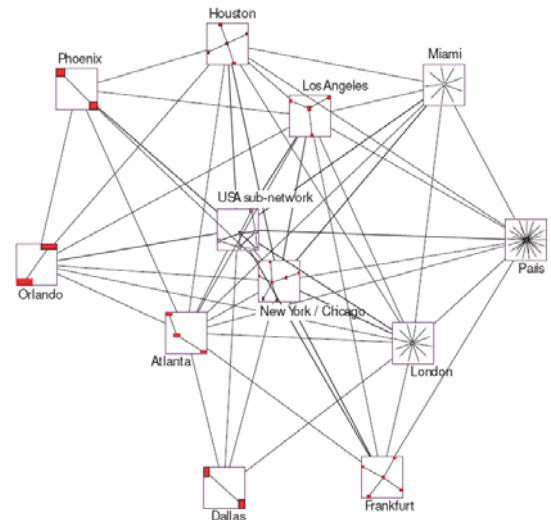 Houston
Phoenix
Miami
Los Angeles
USA sub-network
Paris
Orlando
New York / Chicago
Atlanta
London
Dallas
Frankfurt